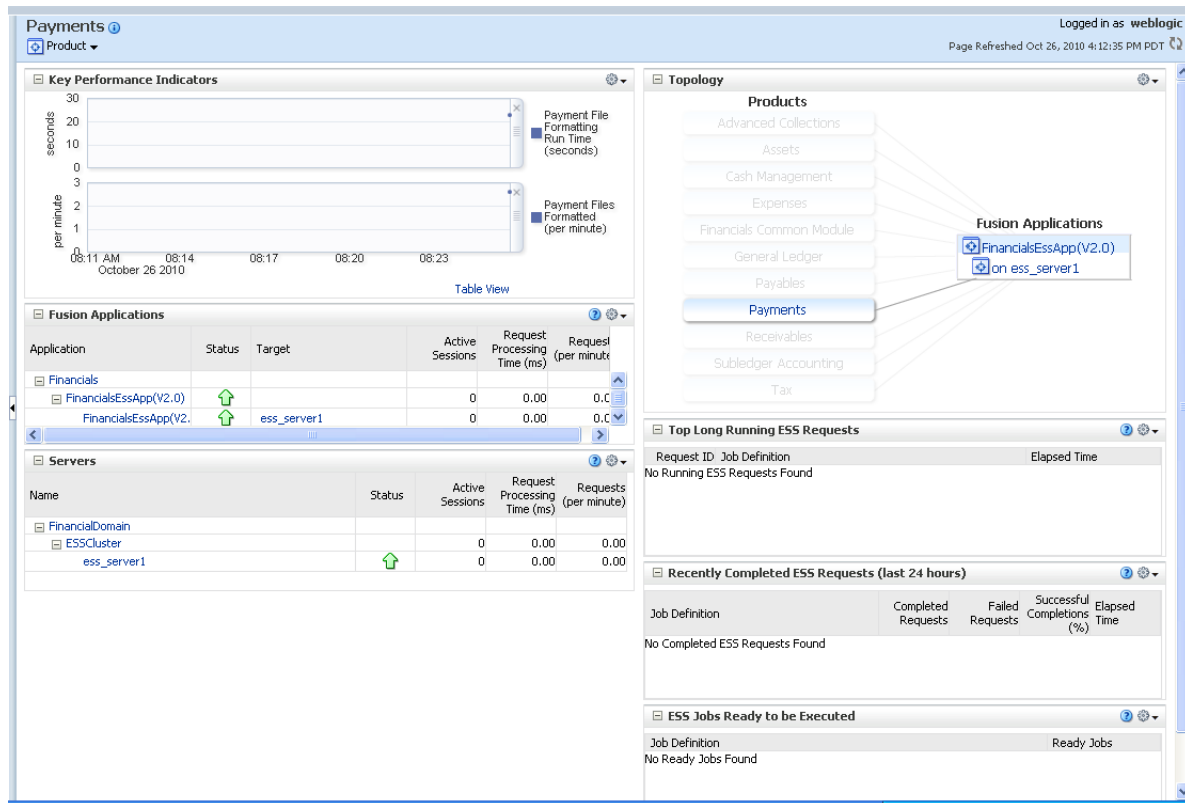 Payments
Logged in as weblogic
Product
Page Refreshed Oct 26, 2010 4:12:35 PM PDT
Key Performance Indicators
30
20
10
0
seconds
Payment File
Formatting
Run Time
(seconds)
3
2
1
0
per minute
Payment Files
Formatted
(per minute)
08:11 AM 08:14 08:17 08:20 08:23
October 26 2010
Table View
Fusion Applications
Application Status Target Active Sessions Request Processing Time (ms) Request (per minute
Financials
FinancialsEssApp(V2.0) 0 0.00 0.0
FinancialsEssApp(V2. ess_server1 0 0.00 0.0
Servers
Name Status Active Sessions Request Processing Time (ms) Requests (per minute)
FinancialDomain
ESSCluster 0 0.00 0.00
ess_server1 0 0.00 0.00
Topology
Products
Advanced Collections
Assets
Cash Management
Expenses
Financials Common Module
General Ledger
Payables
Payments
Receivables
Subledger Accounting
Tax
Fusion Applications
FinancialsEssApp(V2.0)
on ess_server1
Top Long Running ESS Requests
Request ID Job Definition Elapsed Time
No Running ESS Requests Found
Recently Completed ESS Requests (last 24 hours)
Job Definition Completed Requests Failed Requests Successful Completions (%) Elapsed Time
No Completed ESS Requests Found
ESS Jobs Ready to be Executed
Job Definition Ready Jobs
No Ready Jobs Found